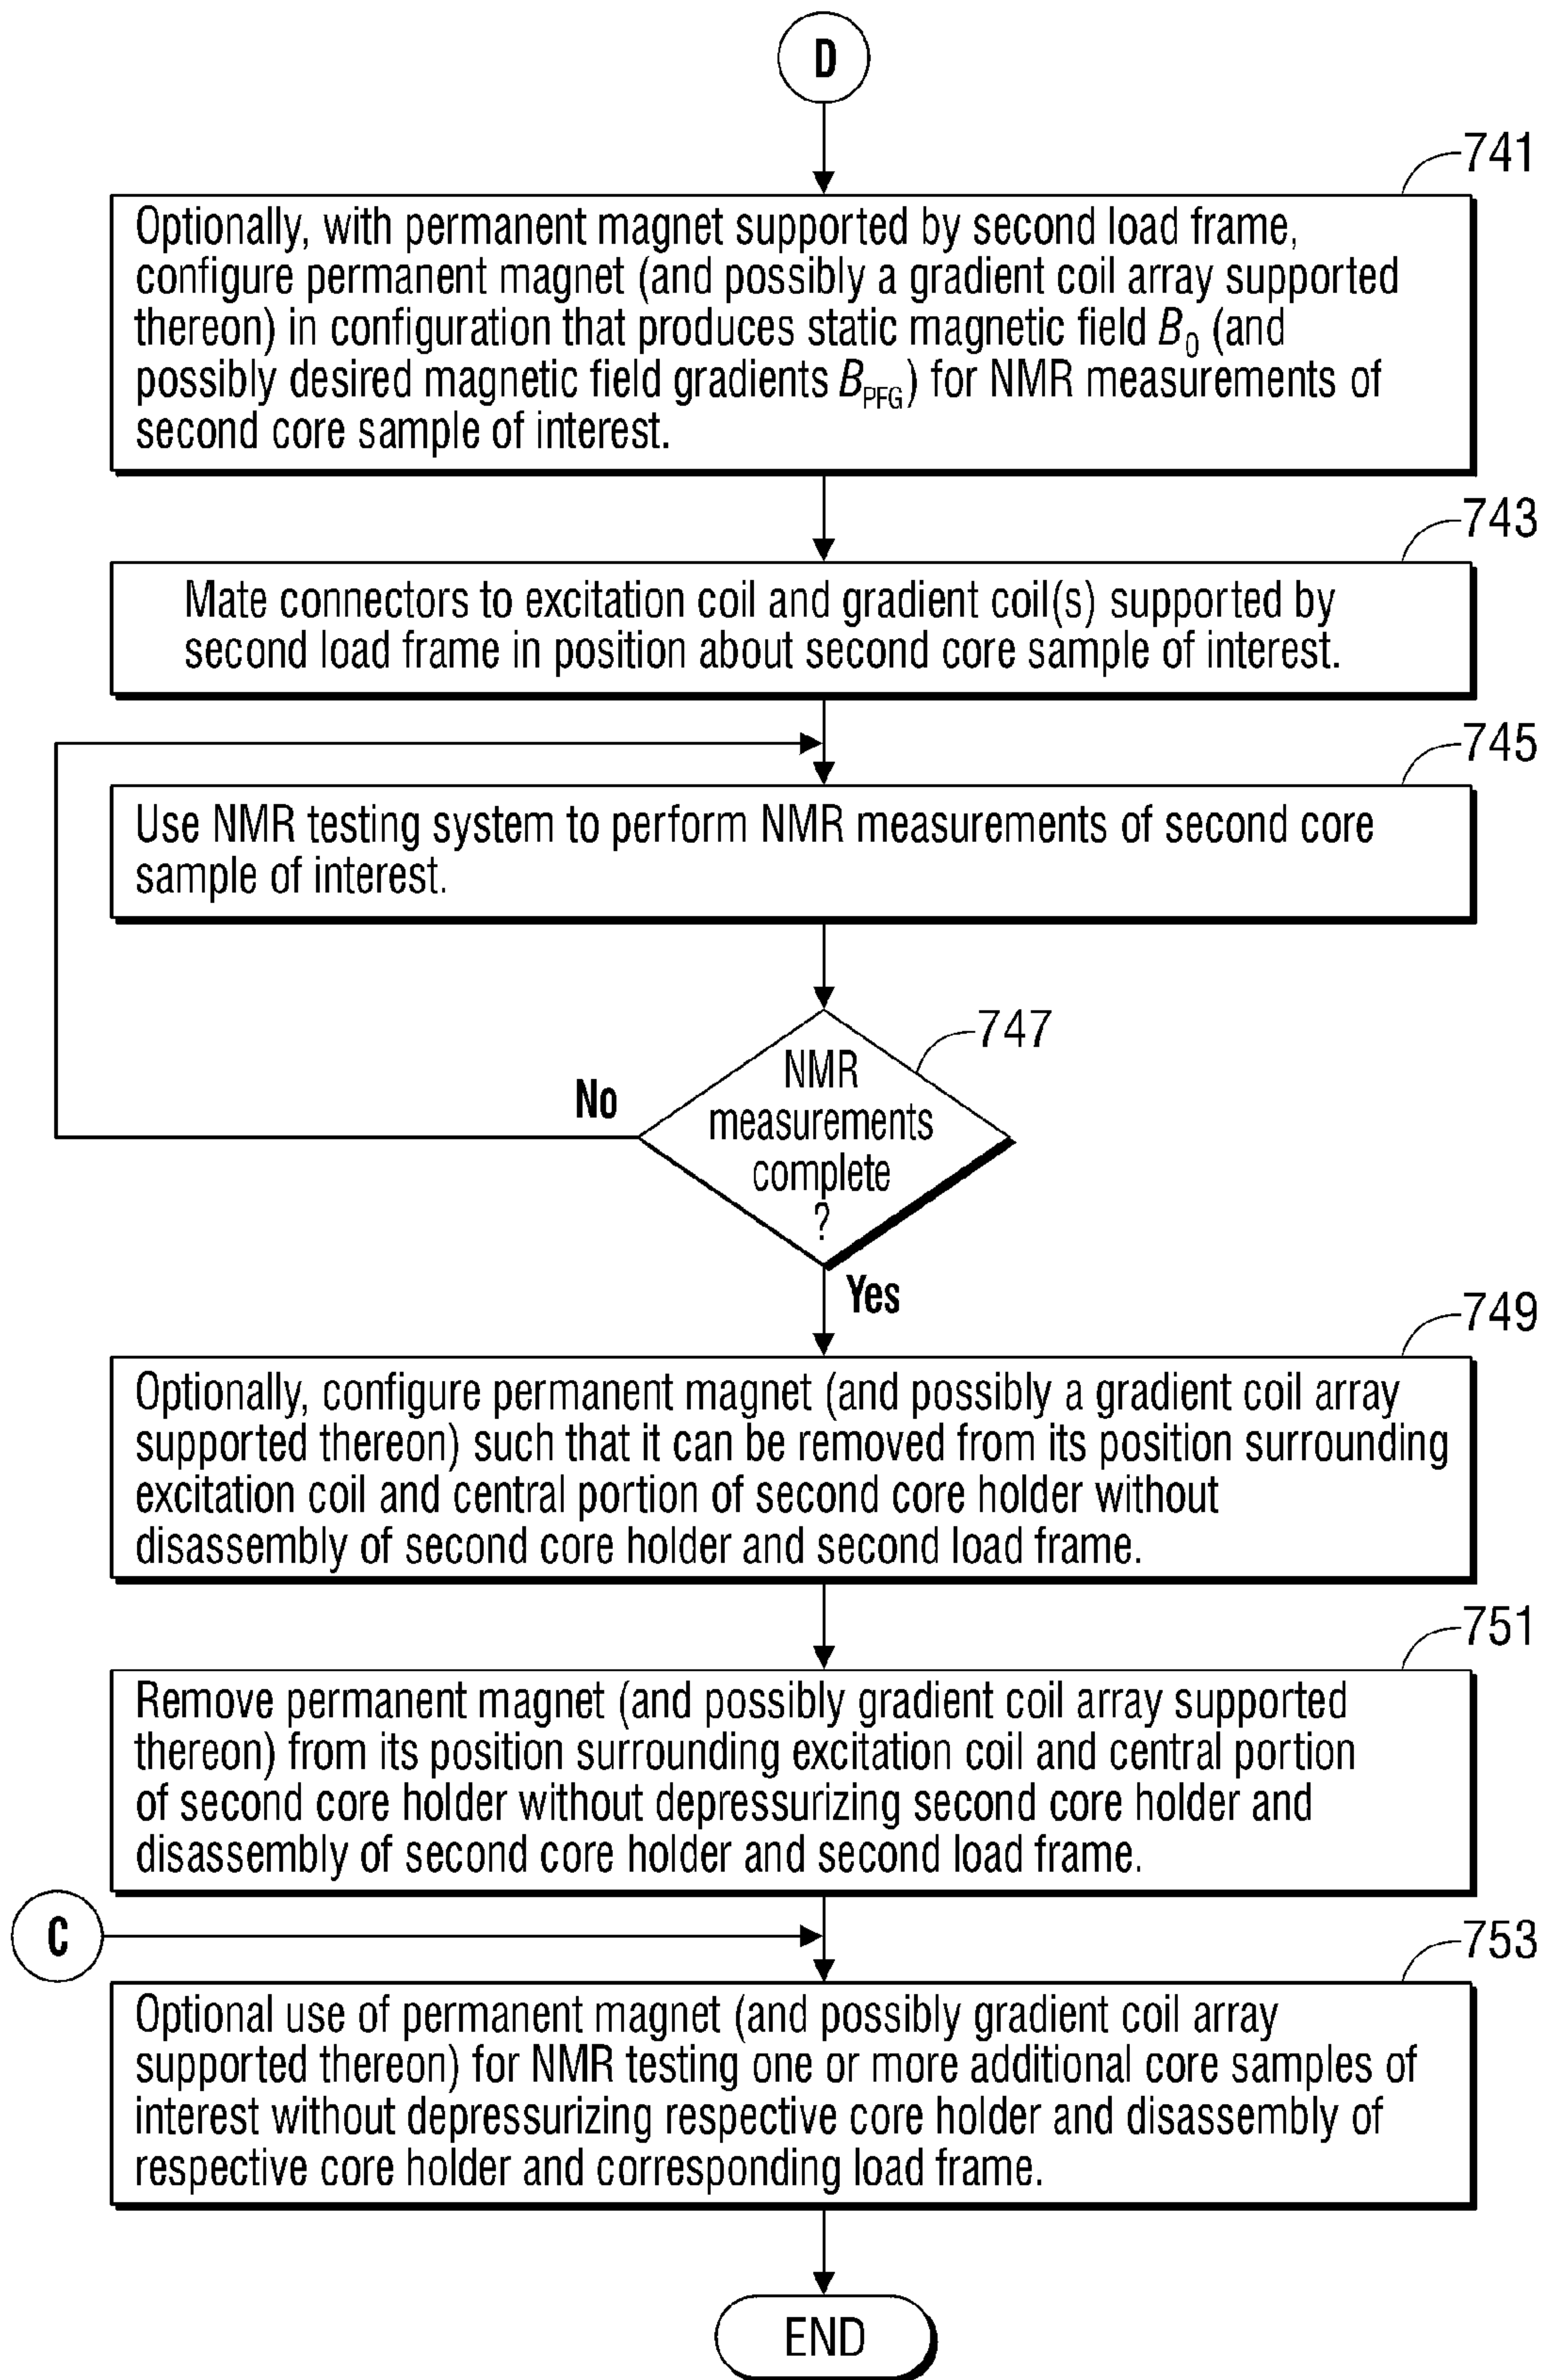 D
741
Optionally, with permanent magnet supported by second load frame,
configure permanent magnet (and possibly a gradient coil array supported
thereon) in configuration that produces static magnetic field B0 (and
possibly desired magnetic field gradients BPFG) for NMR measurements of
second core sample of interest.
743
Mate connectors to excitation coil and gradient coil(s) supported by
second load frame in position about second core sample of interest.
745
Use NMR testing system to perform NMR measurements of second core
sample of interest.
747
NMR
measurements
complete
?
No
Yes
749
Optionally, configure permanent magnet (and possibly a gradient coil array
supported thereon) such that it can be removed from its position surrounding
excitation coil and central portion of second core holder without
disassembly of second core holder and second load frame.
751
Remove permanent magnet (and possibly gradient coil array supported
thereon) from its position surrounding excitation coil and central portion
of second core holder without depressurizing second core holder and
disassembly of second core holder and second load frame.
C
753
Optional use of permanent magnet (and possibly gradient coil array
supported thereon) for NMR testing one or more additional core samples of
interest without depressurizing respective core holder and disassembly of
respective core holder and corresponding load frame.
END